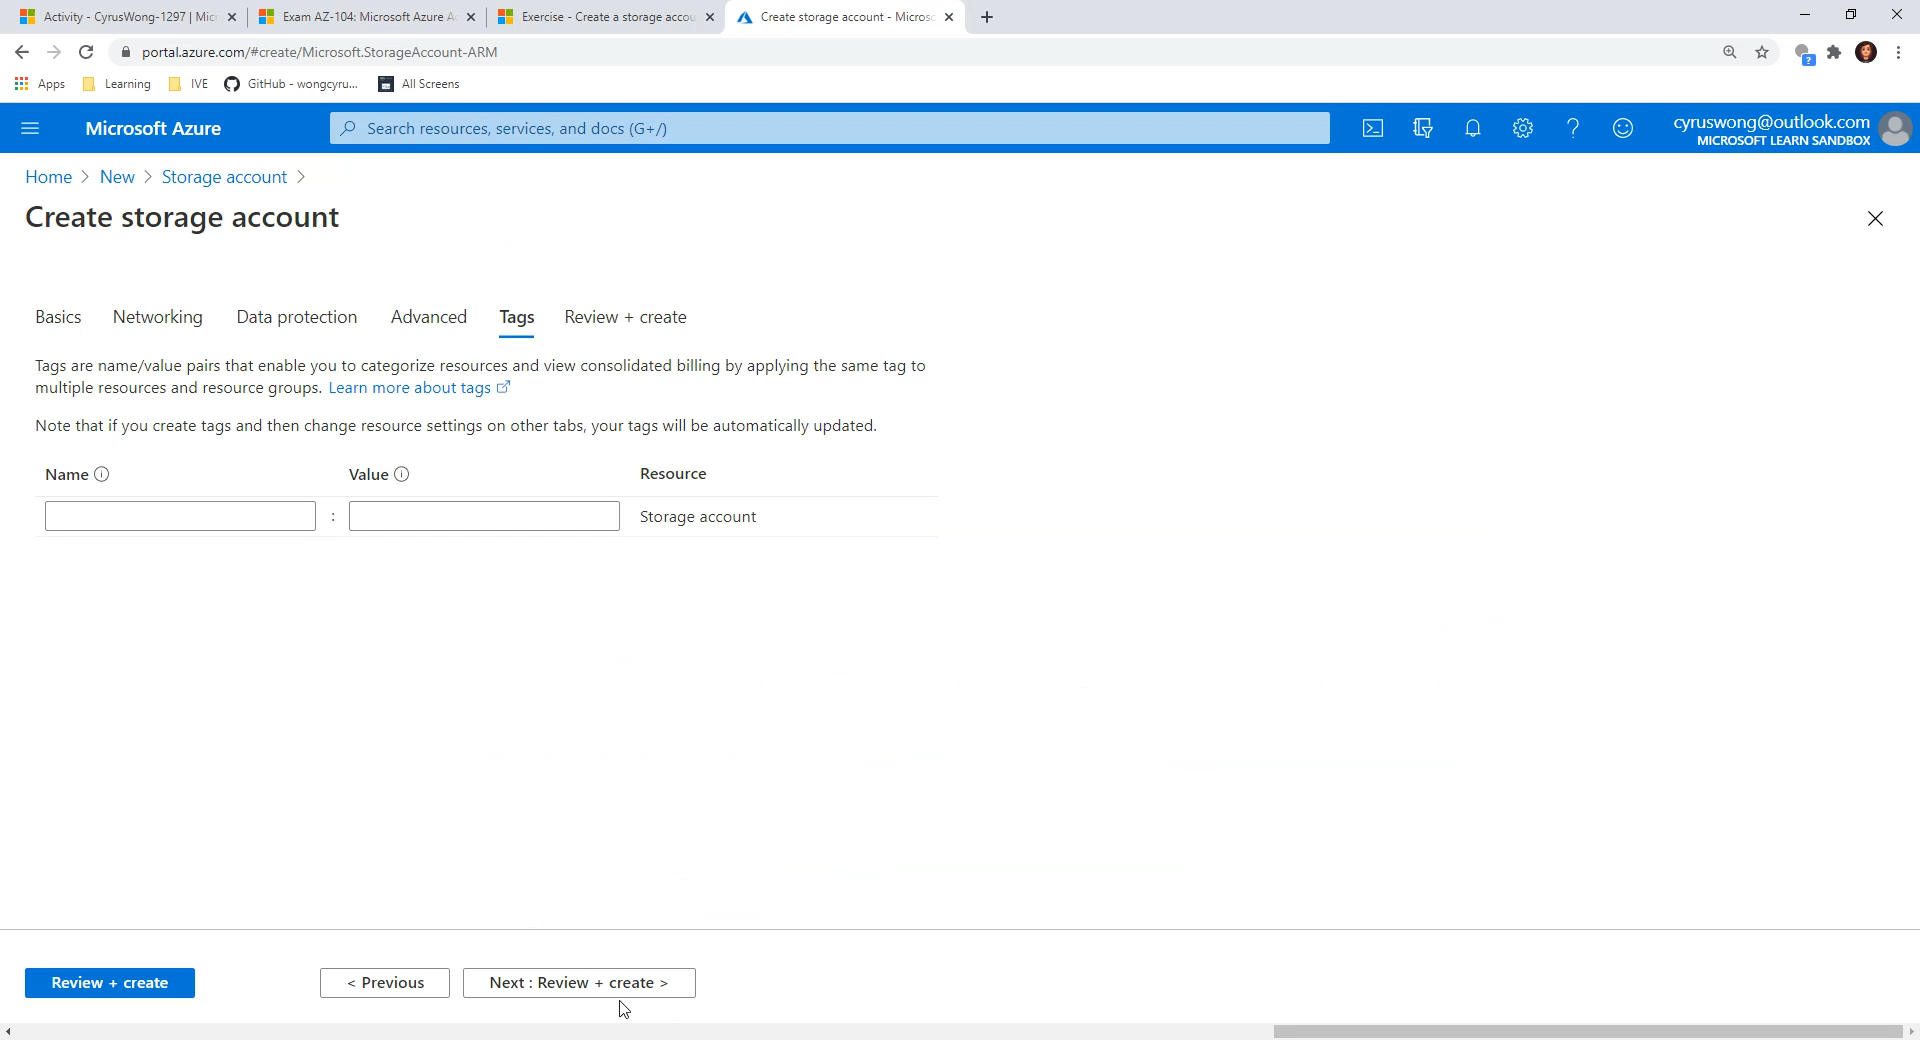 Activity - CyrusWong-1297 | Mic
Exam AZ-104: Microsoft Azure A
Exercise - Create a storage accou
Create storage account - Microso
portal.azure.com/#create/Microsoft.StorageAccount-ARM
Apps
Learning
IVE
GitHub - wongcyru...
All Screens
Microsoft Azure
Search resources, services, and docs (G+/)
cyruswong@outlook.com
MICROSOFT LEARN SANDBOX
Home > New > Storage account >
Create storage account
Basics
Networking
Data protection
Advanced
Tags
Review + create
Tags are name/value pairs that enable you to categorize resources and view consolidated billing by applying the same tag to
multiple resources and resource groups. Learn more about tags
Note that if you create tags and then change resource settings on other tabs, your tags will be automatically updated.
Name
Value
Resource
:
Storage account
Review + create
< Previous
Next : Review + create >